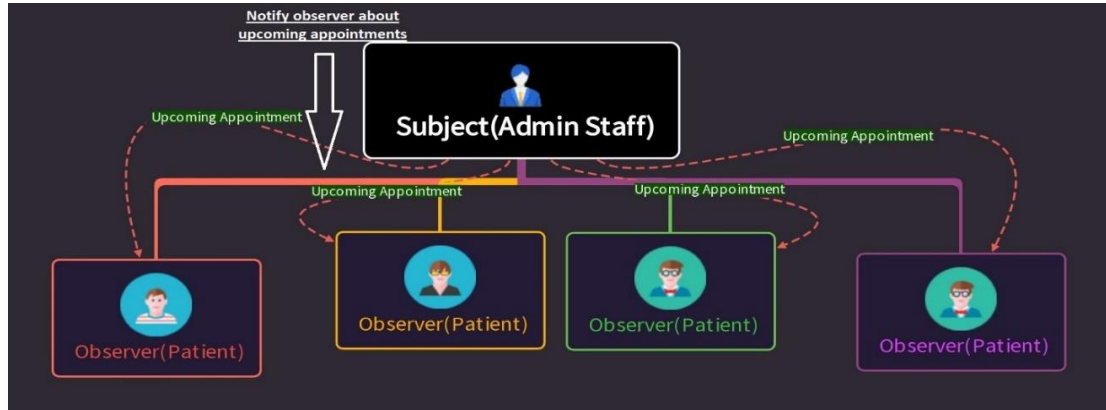 Notify observer about
upcoming appointments
Subject(Admin Staff)
Upcoming Appointment
Upcoming Appointment
Upcoming Appointment
Upcoming Appointment
Observer(Patient)
Observer(Patient)
Observer(Patient)
Observer(Patient)